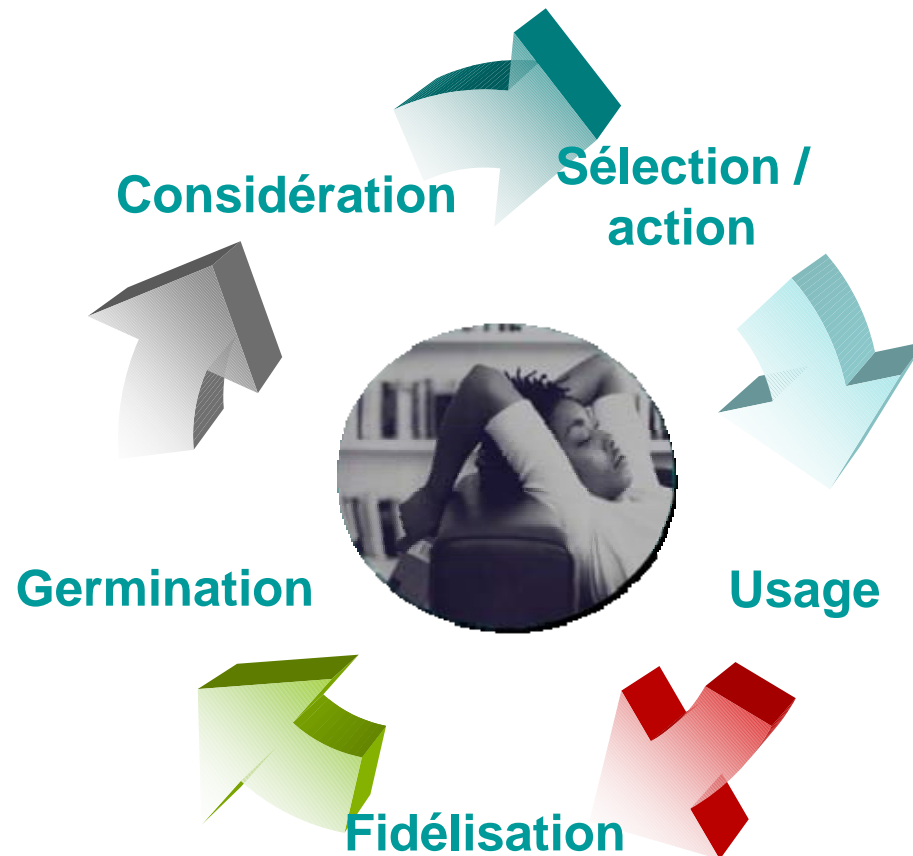 Considération
Sélection /
action
Usage
Fidélisation
Germination